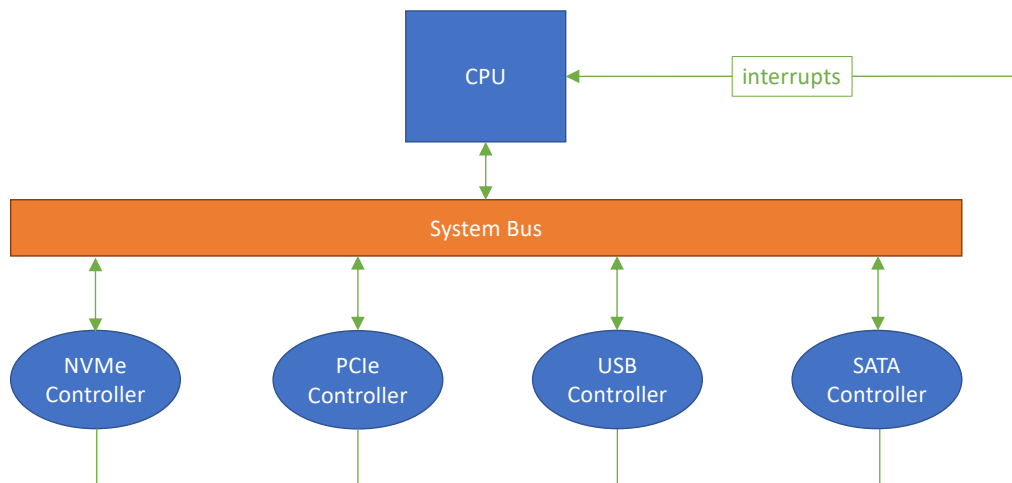 CPU
interrupts
System Bus
NVMe
Controller
PCIe
Controller
USB
Controller
SATA
Controller